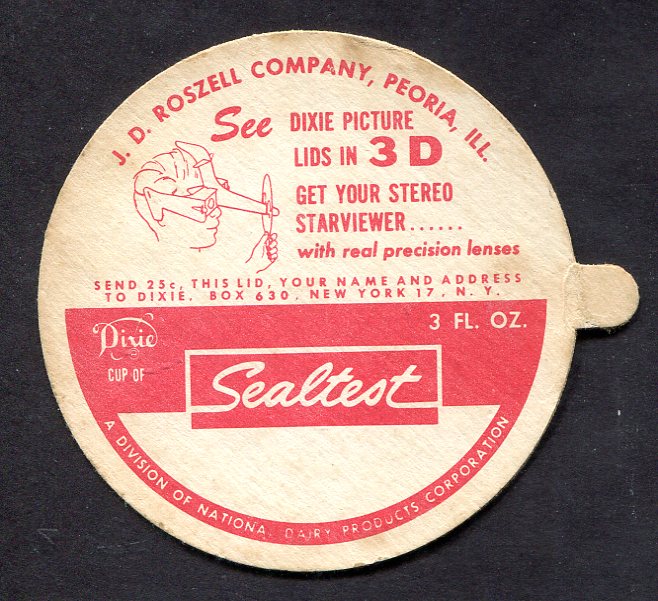 J. D. ROSZELL COMPANY, PEORIA, ILL.
See DIXIE PICTURE
LIDS IN 3D
GET YOUR STEREO
STARVIEWER......
with real precision lenses
SEND 25c, THIS LID, YOUR NAME AND ADDRESS
TO DIXIE, BOX 630, NEW YORK 17, N. Y.
3 FL. OZ.
Dixie
©
CUP OF
Sealtest
A DIVISION OF NATIONAL DAIRY PRODUCTS CORPORATION